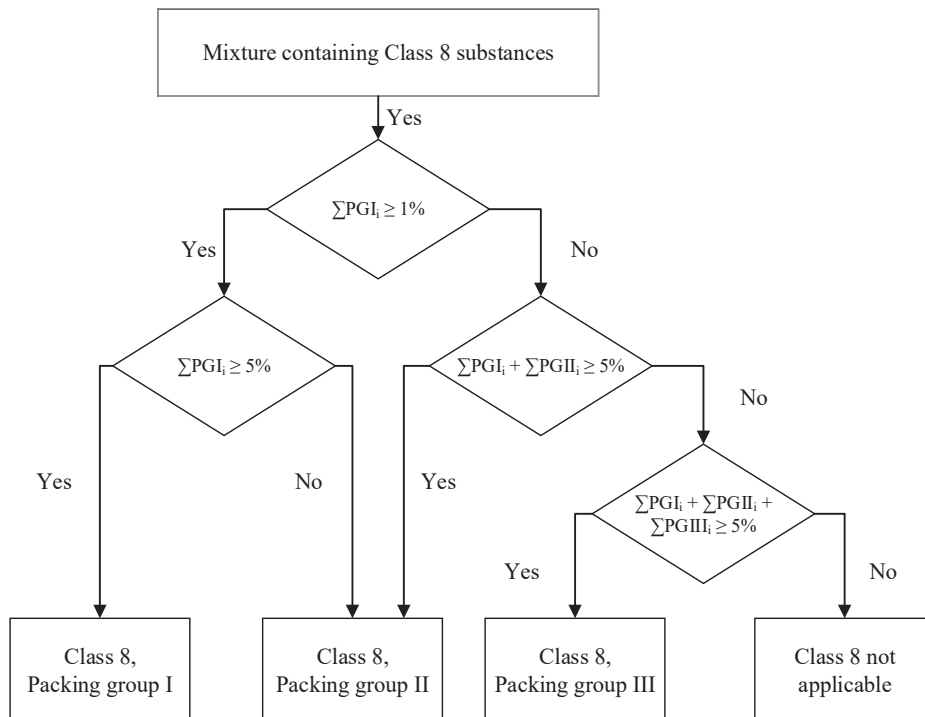 Mixture containing Class 8 substances
Yes
∑PGIᵢ ≥ 1%
Yes
No
∑PGIᵢ ≥ 5%
∑PGIᵢ + ∑PGIIᵢ ≥ 5%
No
Yes
No
Yes
∑PGIᵢ + ∑PGIIᵢ +
∑PGIIIᵢ ≥ 5%
Yes
No
Class 8,
Packing group I
Class 8,
Packing group II
Class 8,
Packing group III
Class 8 not
applicable